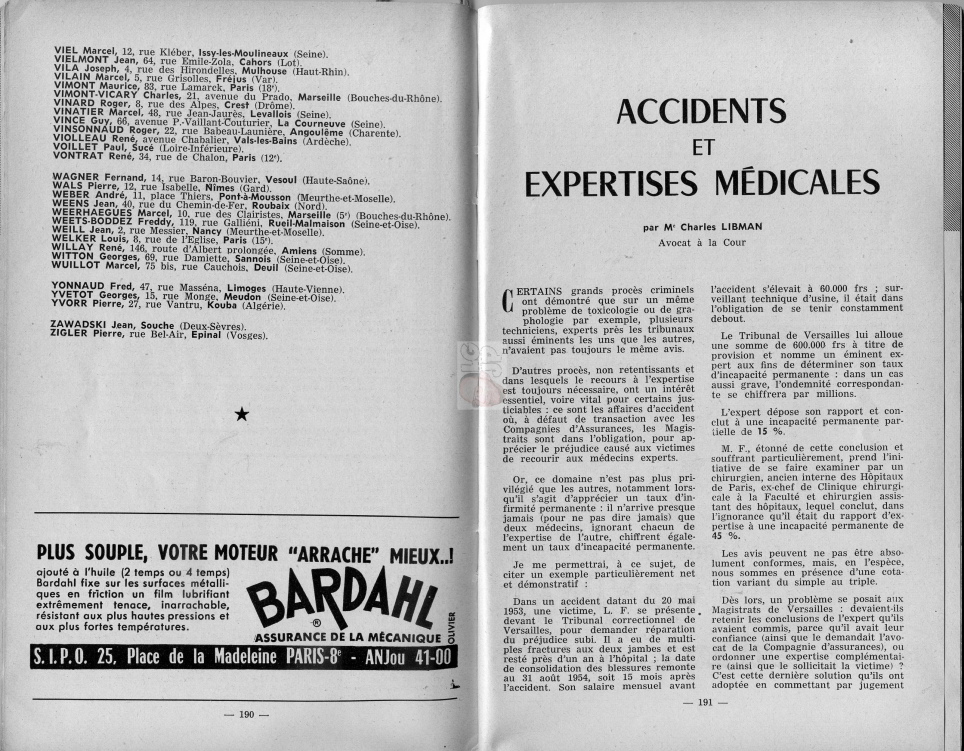 VIEL Marcel, 12, rue Kléber, Issy-les-Moulineaux (Seine).
VIELMONT Jean, 64, rue Emile-Zola, Cahors (Lot).
VILA Joseph, 4, rue des Hirondelles, Mulhouse (Haut-Rhin).
VILAIN Marcel, 5, rue Grisolles, Fréjus (Var).
VIMONT Maurice, 83, rue Lamarck, Paris (18e).
VIMONT-VICARY Charles, 21, avenue du Prado, Marseille (Bouches-du-Rhône).
VINARD Roger, 8, rue des Alpes, Crest (Drôme).
VINATIER Marcel, 48, rue Jean-Jaurès, Levallois (Seine).
VINCE Guy, 66, avenue P.-Vaillant-Couturier, La Courneuve (Seine).
VINSONNAUD Roger, 22, rue Babeau-Launière, Angoulême (Charente).
VIOLLEAU René, avenue Chabalier, Vals-les-Bains (Ardèche).
VOILLET Paul, Sucé (Loire-Inférieure).
VONTRAT René, 34, rue de Chalon, Paris (12e).
WAGNER Fernand, 14, rue Baron-Bouvier, Vesoul (Haute-Saône).
WALS Pierre, 12, rue Isabelle, Nîmes (Gard).
WEBER André, 11, place Thiers, Pont-à-Mousson (Meurthe-et-Moselle).
WEENS Jean, 40, rue du Chemin-de-Fer, Roubaix (Nord).
WEERHAEGUES Marcel, 10, rue des Clairistes, Marseille (5e) (Bouches-du-Rhône).
WEETS-BODDEZ Freddy, 119, rue Galliéni, Rueil-Malmaison (Seine-et-Oise).
WEILL Jean, 2, rue Messier, Nancy (Meurthe-et-Moselle).
WELKER Louis, 8, rue de l'Eglise, Paris (15e).
WILLAY René, 146, route d'Albert prolongée, Amiens (Somme).
WITTON Georges, 69, rue Damiette, Sannois (Seine-et-Oise).
WUILLOT Marcel, 75 bis, rue Cauchois, Deuil (Seine-et-Oise).
YONNAUD Fred, 47, rue Masséna, Limoges (Haute-Vienne).
YVETOT Georges, 15, rue Monge, Meudon (Seine-et-Oise).
YVORR Pierre, 27, rue Vantru, Kouba (Algérie).
ZAWADSKI Jean, Souche (Deux-Sèvres).
ZIGLER Pierre, rue Bel-Air, Epinal (Vosges).
PLUS SOUPLE, VOTRE MOTEUR "ARRACHE" MIEUX..!
ajouté à l'huile (2 temps ou 4 temps)
Bardahl fixe sur les surfaces métalli-
ques en friction un film lubrifiant
extrêmement tenace, inarrachable,
résistant aux plus hautes pressions et
aux plus fortes températures.
BARDAHL
®
ASSURANCE DE LA MÉCANIQUE
OLIVIER
S.I.P.O. 25, Place de la Madeleine PARIS-8e - ANJou 41-00
— 190 —
ACCIDENTS
ET
EXPERTISES MÉDICALES
par Me Charles LIBMAN
Avocat à la Cour
CERTAINS grands procès criminels
ont démontré que sur un même
problème de toxicologie ou de gra-
phologie par exemple, plusieurs
techniciens, experts près les tribunaux
aussi éminents les uns que les autres,
n'avaient pas toujours le même avis.
D'autres procès, non retentissants et
dans lesquels le recours à l'expertise
est toujours nécessaire, ont un intérêt
essentiel, voire vital pour certains jus-
ticiables : ce sont les affaires d'accident
où, à défaut de transaction avec les
Compagnies d'Assurances, les Magis-
traits sont dans l'obligation, pour ap-
précier le préjudice causé aux victimes
de recourir aux médecins experts.
Or, ce domaine n'est pas plus pri-
vilégié que les autres, notamment lors-
qu'il s'agit d'apprécier un taux d'in-
firmité permanente : il n'arrive presque
jamais (pour ne pas dire jamais) que
deux médecins, ignorant chacun de
l'expertise de l'autre, chiffrent égale-
ment un taux d'incapacité permanente.
Je me permettrai, à ce sujet, de
citer un exemple particulièrement net
et démonstratif :
Dans un accident datant du 20 mai
1953, une victime, L. F. se présente
devant le Tribunal correctionnel de
Versailles, pour demander réparation
du préjudice subi. Il a eu de multi-
ples fractures aux deux jambes et est
resté près d'un an à l'hôpital ; la date
de consolidation des blessures remonte
au 31 août 1954, soit 15 mois après
l'accident. Son salaire mensuel avant
l'accident s'élevait à 60.000 frs ; sur-
veillant technique d'usine, il était dans
l'obligation de se tenir constamment
debout.
Le Tribunal de Versailles lui alloue
une somme de 600.000 frs à titre de
provision et nomme un éminent ex-
pert aux fins de déterminer son taux
d'incapacité permanente : dans un cas
aussi grave, l'ondemnité correspondan-
te se chiffrera par millions.
L'expert dépose son rapport et con-
clut à une incapacité permanente par-
tielle de 15 %.
M. F., étonné de cette conclusion et
souffrant particulièrement, prend l'ini-
tiative de se faire examiner par un
chirurgien, ancien interne des Hôpitaux
de Paris, ex-chef de Clinique chirurgi-
cale à la Faculté et chirurgien assis-
tant des hôpitaux, lequel conclut, dans
l'ignorance qu'il était du rapport d'ex-
pertise à une incapacité permanente de
45 %.
Les avis peuvent ne pas être abso-
lument conformes, mais, en l'espèce,
nous sommes en présence d'une cota-
tion variant du simple au triple.
Dès lors, un problème se posait aux
Magistrats de Versailles : devaient-ils
retenir les conclusions de l'expert qu'ils
avaient commis, parce qu'il avait leur
confiance (ainsi que le demandait l'avo-
cat de la Compagnie d'assurances), ou
ordonner une expertise complémentai-
re (ainsi que le sollicitait la victime) ?
C'est cette dernière solution qu'ils ont
adoptée en commettant par jugement
— 191 —